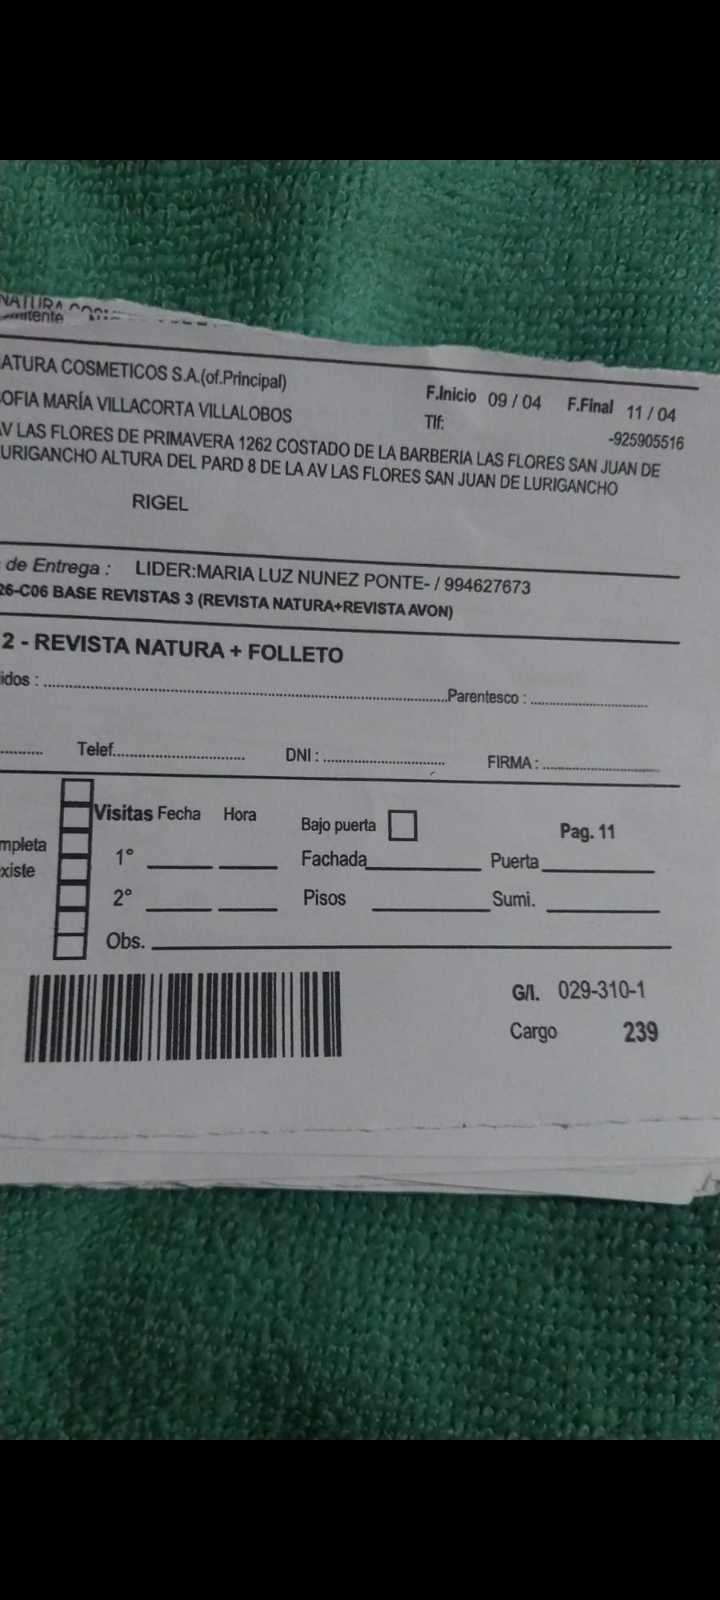 NATURA
ATURA COSMETICOS S.A.(of.Principal)
F.Inicio 09 / 04 F.Final 11 / 04
OFIA MARÍA VILLACORTA VILLALOBOS
Tlf: -925905516
AV LAS FLORES DE PRIMAVERA 1262 COSTADO DE LA BARBERIA LAS FLORES SAN JUAN DE
URIGANCHO ALTURA DEL PARD 8 DE LA AV LAS FLORES SAN JUAN DE LURIGANCHO
RIGEL
de Entrega : LIDER:MARIA LUZ NUNEZ PONTE- / 994627673
26-C06 BASE REVISTAS 3 (REVISTA NATURA+REVISTA AVON)
2 - REVISTA NATURA + FOLLETO
idos : ........ Parentesco : ........
........ Telef........ DNI : ........ FIRMA : ........
Visitas Fecha Hora Bajo puerta Pag. 11
mpleta
1° Fachada Puerta
xiste
2° Pisos Sumi.
Obs.
G/I. 029-310-1
Cargo 239